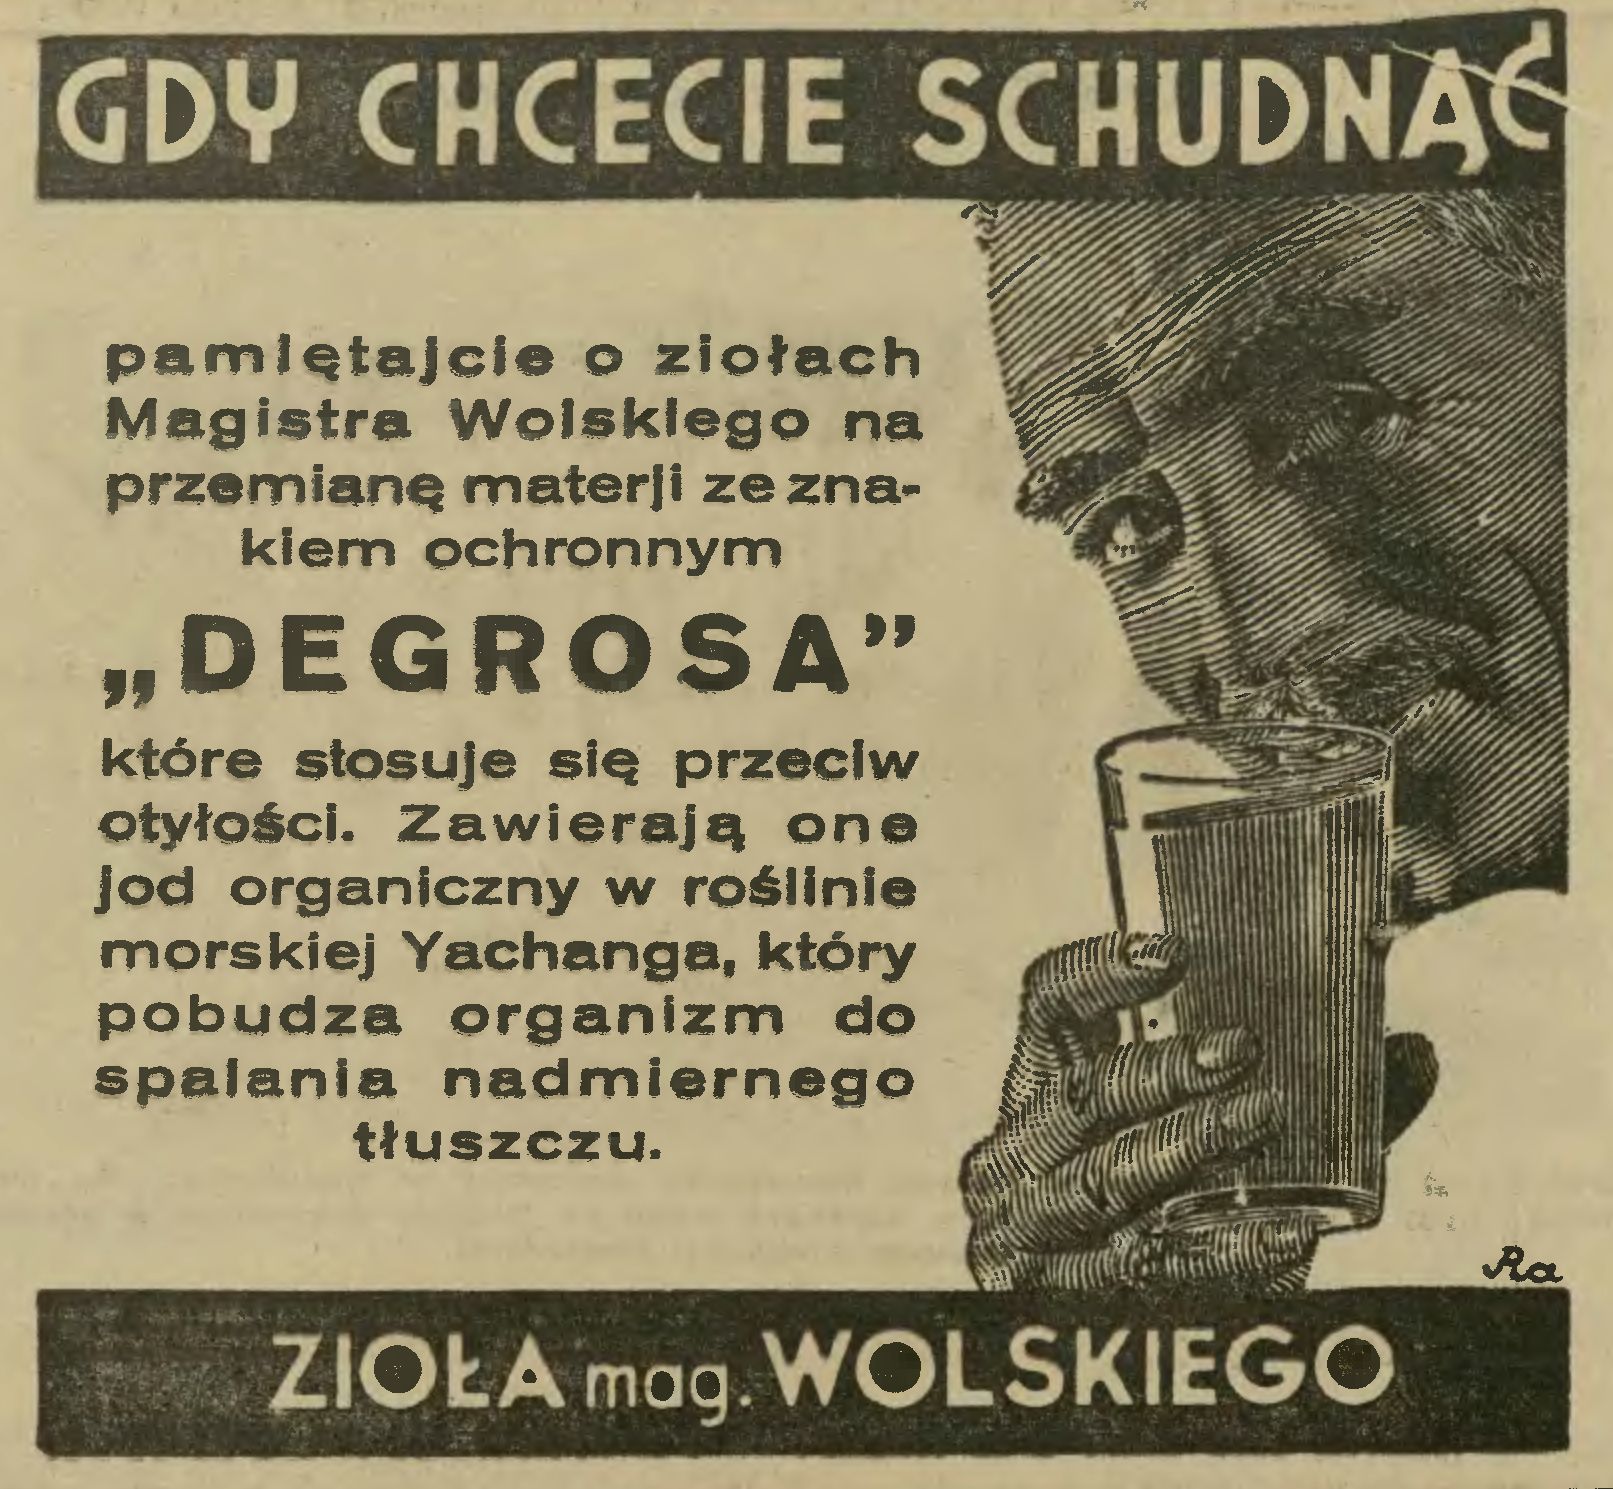 GDY CHCECIE SCHUDNĄĆ
pamiętajcie o ziołach
Magistra Wolskiego na
przemianę materji ze zna-
kiem ochronnym
„DEGROSA”
które stosuje się przeciw
otyłości. Zawierają one
jod organiczny w roślinie
morskiej Yachanga, który
pobudza organizm do
spalania nadmiernego
tłuszczu.
Ra
ZIOŁA mag. WOLSKIEGO